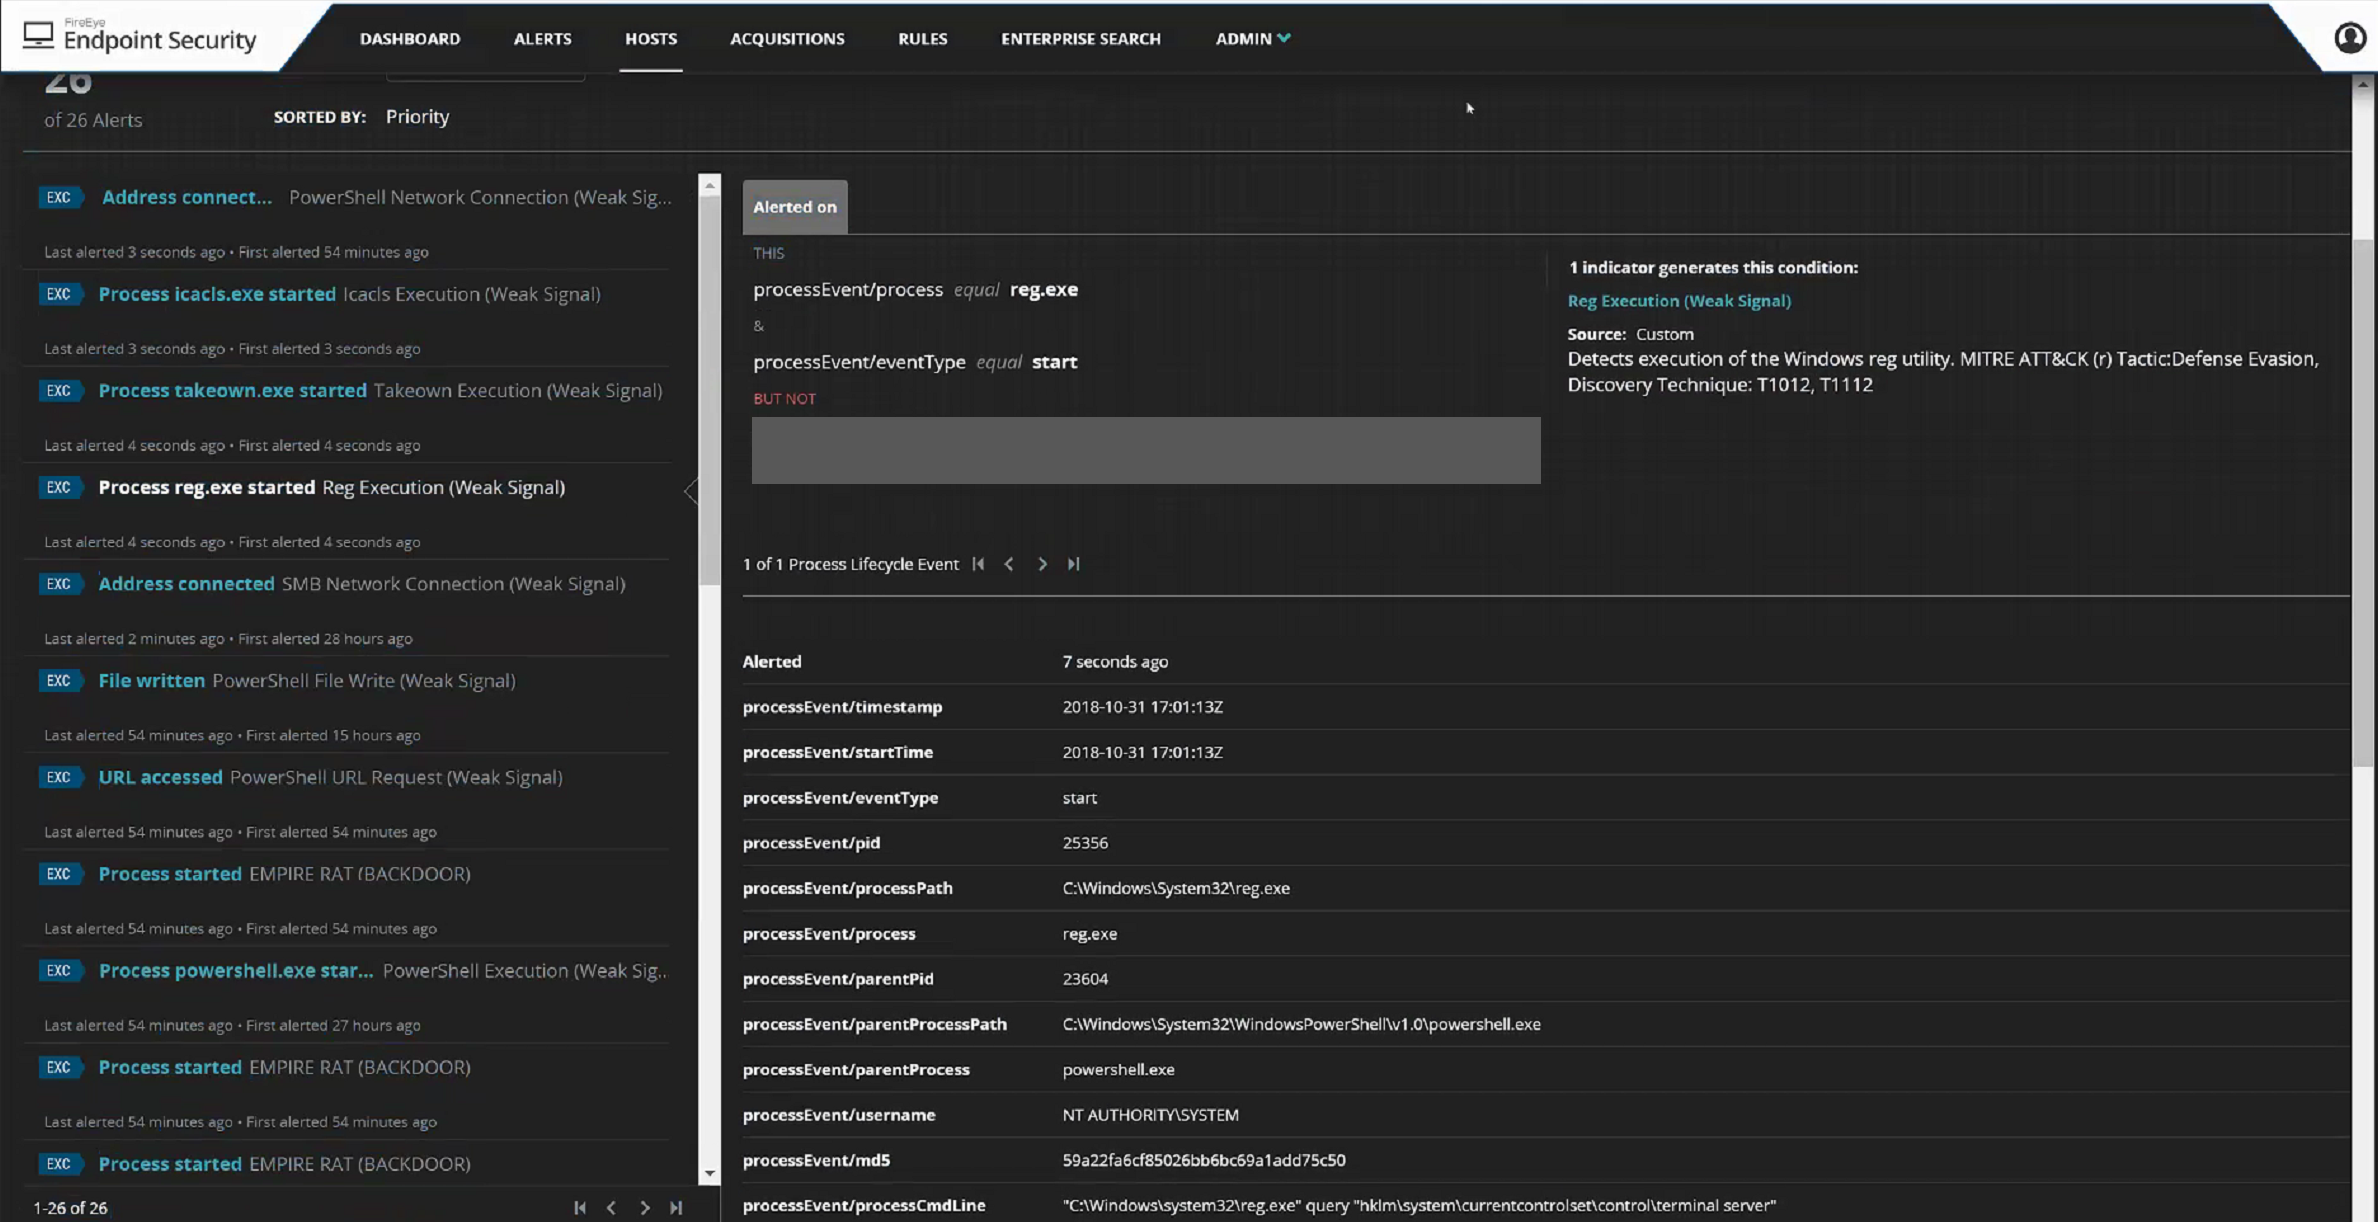 FireEye
Endpoint Security
DASHBOARD ALERTS HOSTS ACQUISITIONS RULES ENTERPRISE SEARCH ADMIN
26
of 26 Alerts
SORTED BY: Priority
EXC Address connect... PowerShell Network Connection (Weak Sig...
Last alerted 3 seconds ago • First alerted 54 minutes ago
EXC Process icacls.exe started Icacls Execution (Weak Signal)
Last alerted 3 seconds ago • First alerted 3 seconds ago
EXC Process takeown.exe started Takeown Execution (Weak Signal)
Last alerted 4 seconds ago • First alerted 4 seconds ago
EXC Process reg.exe started Reg Execution (Weak Signal)
Last alerted 4 seconds ago • First alerted 4 seconds ago
EXC Address connected SMB Network Connection (Weak Signal)
Last alerted 2 minutes ago • First alerted 28 hours ago
EXC File written PowerShell File Write (Weak Signal)
Last alerted 54 minutes ago • First alerted 15 hours ago
EXC URL accessed PowerShell URL Request (Weak Signal)
Last alerted 54 minutes ago • First alerted 54 minutes ago
EXC Process started EMPIRE RAT (BACKDOOR)
Last alerted 54 minutes ago • First alerted 54 minutes ago
EXC Process powershell.exe star... PowerShell Execution (Weak Sig..
Last alerted 54 minutes ago • First alerted 27 hours ago
EXC Process started EMPIRE RAT (BACKDOOR)
Last alerted 54 minutes ago • First alerted 54 minutes ago
EXC Process started EMPIRE RAT (BACKDOOR)
1-26 of 26
Alerted on
THIS
processEvent/process equal reg.exe
&
processEvent/eventType equal start
BUT NOT
1 indicator generates this condition:
Reg Execution (Weak Signal)
Source: Custom
Detects execution of the Windows reg utility. MITRE ATT&CK (r) Tactic:Defense Evasion,
Discovery Technique: T1012, T1112
1 of 1 Process Lifecycle Event
Alerted 7 seconds ago
processEvent/timestamp 2018-10-31 17:01:13Z
processEvent/startTime 2018-10-31 17:01:13Z
processEvent/eventType start
processEvent/pid 25356
processEvent/processPath C:\Windows\System32\reg.exe
processEvent/process reg.exe
processEvent/parentPid 23604
processEvent/parentProcessPath C:\Windows\System32\WindowsPowerShell\v1.0\powershell.exe
processEvent/parentProcess powershell.exe
processEvent/username NT AUTHORITY\SYSTEM
processEvent/md5 59a22fa6cf85026bb6bc69a1add75c50
processEvent/processCmdLine "C:\Windows\system32\reg.exe" query "hklm\system\currentcontrolset\control\terminal server"